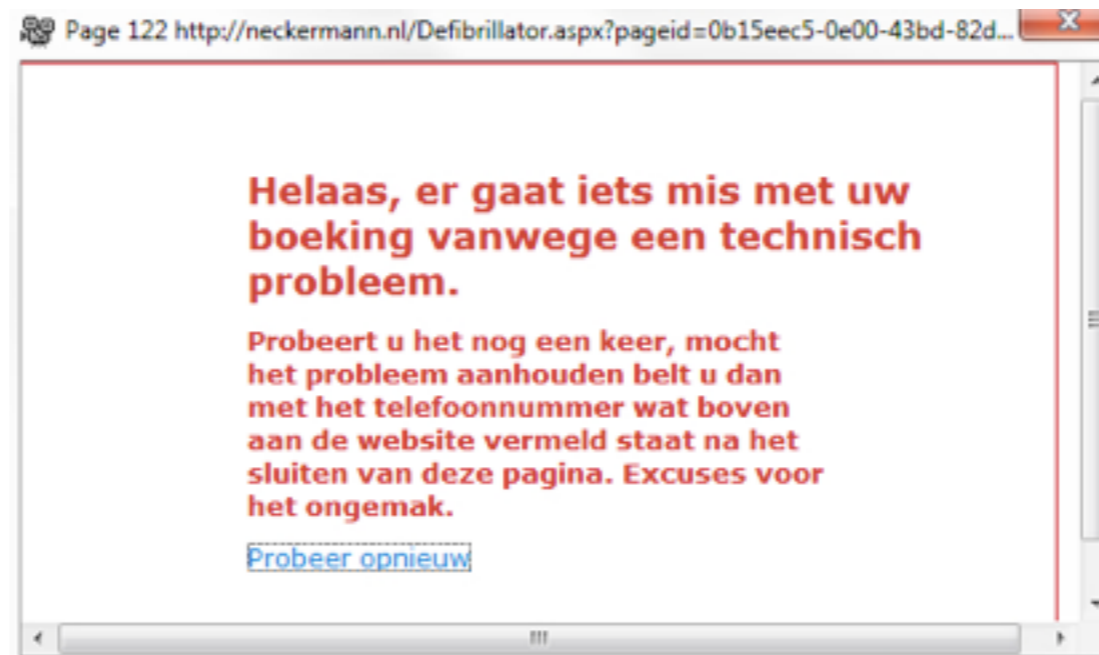 Page 122 http://neckermann.nl/Defibrillator.aspx?pageid=0b15eec5-0e00-43bd-82d...
Helaas, er gaat iets mis met uw
boeking vanwege een technisch
probleem.
Probeert u het nog een keer, mocht
het probleem aanhouden belt u dan
met het telefoonnummer wat boven
aan de website vermeld staat na het
sluiten van deze pagina. Excuses voor
het ongemak.
Probeer opnieuw